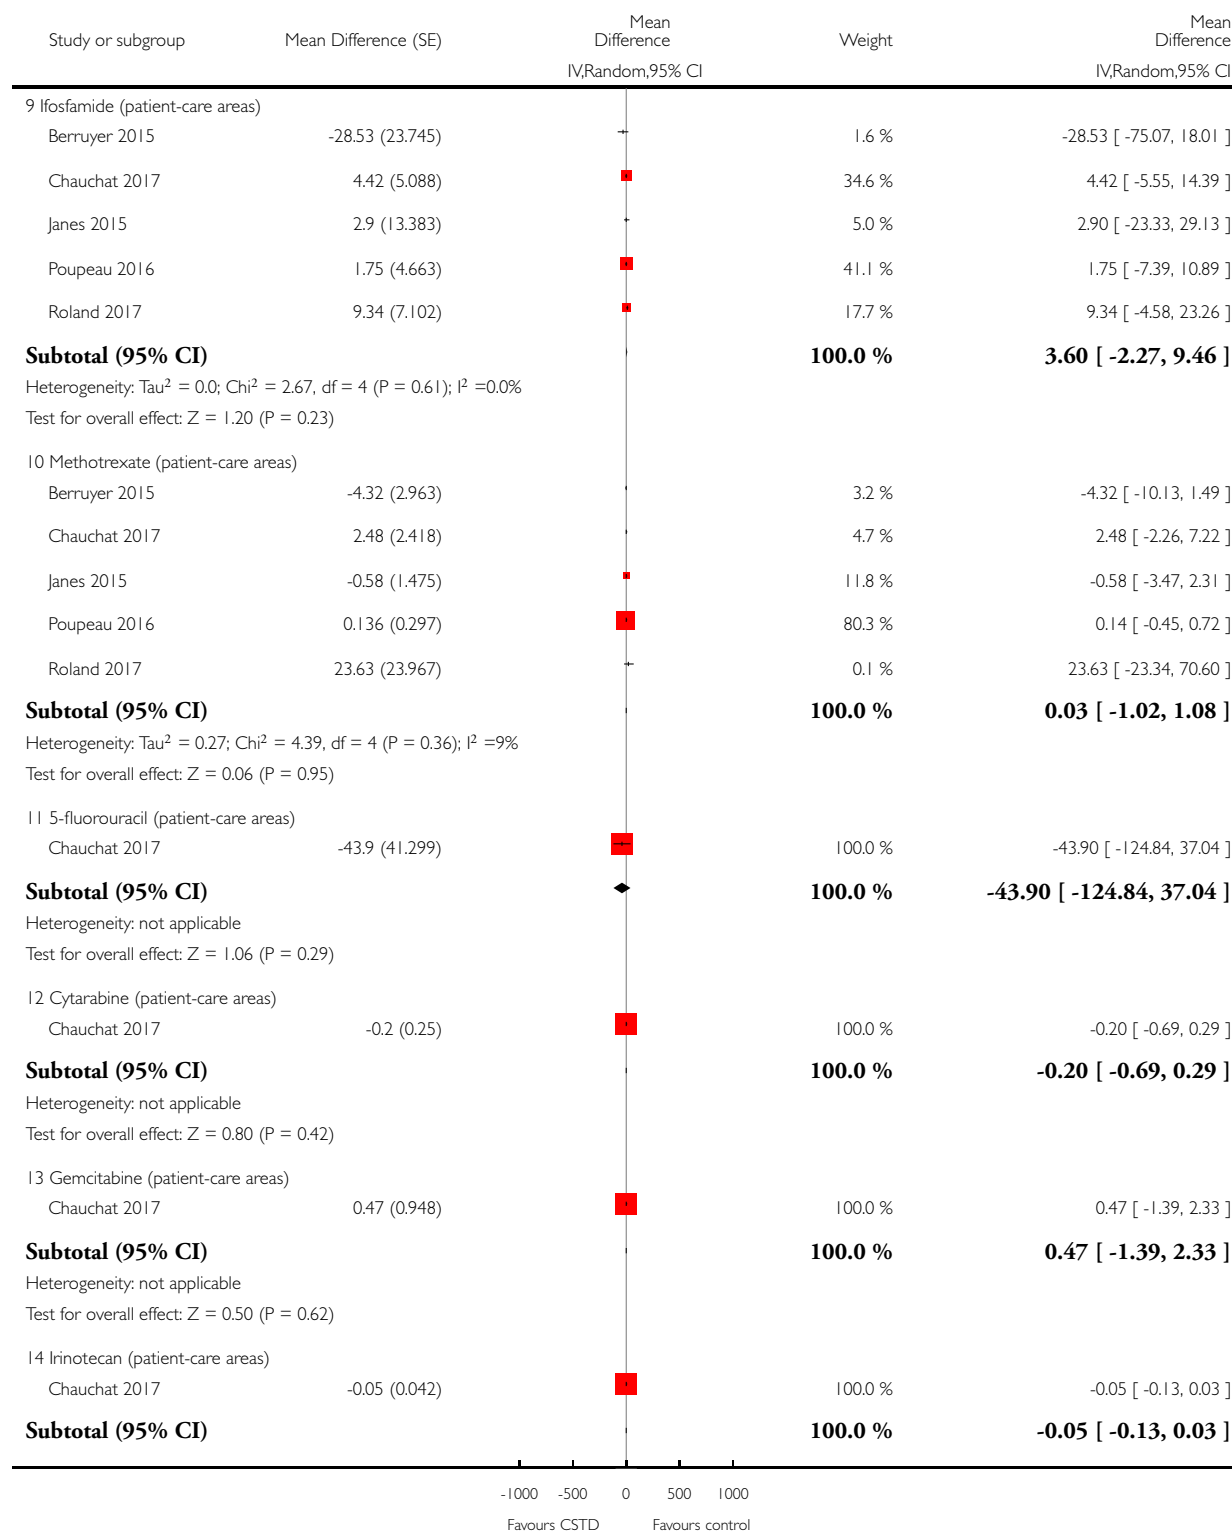 Study or subgroup Mean Difference (SE) Mean Difference Weight Mean Difference
IV,Random,95% CI IV,Random,95% CI
9 Ifosfamide (patient-care areas)
Berruyer 2015 -28.53 (23.745) 1.6 % -28.53 [ -75.07, 18.01 ]
Chauchat 2017 4.42 (5.088) 34.6 % 4.42 [ -5.55, 14.39 ]
Janes 2015 2.9 (13.383) 5.0 % 2.90 [ -23.33, 29.13 ]
Poupeau 2016 1.75 (4.663) 41.1 % 1.75 [ -7.39, 10.89 ]
Roland 2017 9.34 (7.102) 17.7 % 9.34 [ -4.58, 23.26 ]
Subtotal (95% CI) 100.0 % 3.60 [ -2.27, 9.46 ]
Heterogeneity: Tau² = 0.0; Chi² = 2.67, df = 4 (P = 0.61); I² =0.0%
Test for overall effect: Z = 1.20 (P = 0.23)
10 Methotrexate (patient-care areas)
Berruyer 2015 -4.32 (2.963) 3.2 % -4.32 [ -10.13, 1.49 ]
Chauchat 2017 2.48 (2.418) 4.7 % 2.48 [ -2.26, 7.22 ]
Janes 2015 -0.58 (1.475) 11.8 % -0.58 [ -3.47, 2.31 ]
Poupeau 2016 0.136 (0.297) 80.3 % 0.14 [ -0.45, 0.72 ]
Roland 2017 23.63 (23.967) 0.1 % 23.63 [ -23.34, 70.60 ]
Subtotal (95% CI) 100.0 % 0.03 [ -1.02, 1.08 ]
Heterogeneity: Tau² = 0.27; Chi² = 4.39, df = 4 (P = 0.36); I² =9%
Test for overall effect: Z = 0.06 (P = 0.95)
11 5-fluorouracil (patient-care areas)
Chauchat 2017 -43.9 (41.299) 100.0 % -43.90 [ -124.84, 37.04 ]
Subtotal (95% CI) 100.0 % -43.90 [ -124.84, 37.04 ]
Heterogeneity: not applicable
Test for overall effect: Z = 1.06 (P = 0.29)
12 Cytarabine (patient-care areas)
Chauchat 2017 -0.2 (0.25) 100.0 % -0.20 [ -0.69, 0.29 ]
Subtotal (95% CI) 100.0 % -0.20 [ -0.69, 0.29 ]
Heterogeneity: not applicable
Test for overall effect: Z = 0.80 (P = 0.42)
13 Gemcitabine (patient-care areas)
Chauchat 2017 0.47 (0.948) 100.0 % 0.47 [ -1.39, 2.33 ]
Subtotal (95% CI) 100.0 % 0.47 [ -1.39, 2.33 ]
Heterogeneity: not applicable
Test for overall effect: Z = 0.50 (P = 0.62)
14 Irinotecan (patient-care areas)
Chauchat 2017 -0.05 (0.042) 100.0 % -0.05 [ -0.13, 0.03 ]
Subtotal (95% CI) 100.0 % -0.05 [ -0.13, 0.03 ]
-1000 -500 0 500 1000
Favours CSTD Favours control